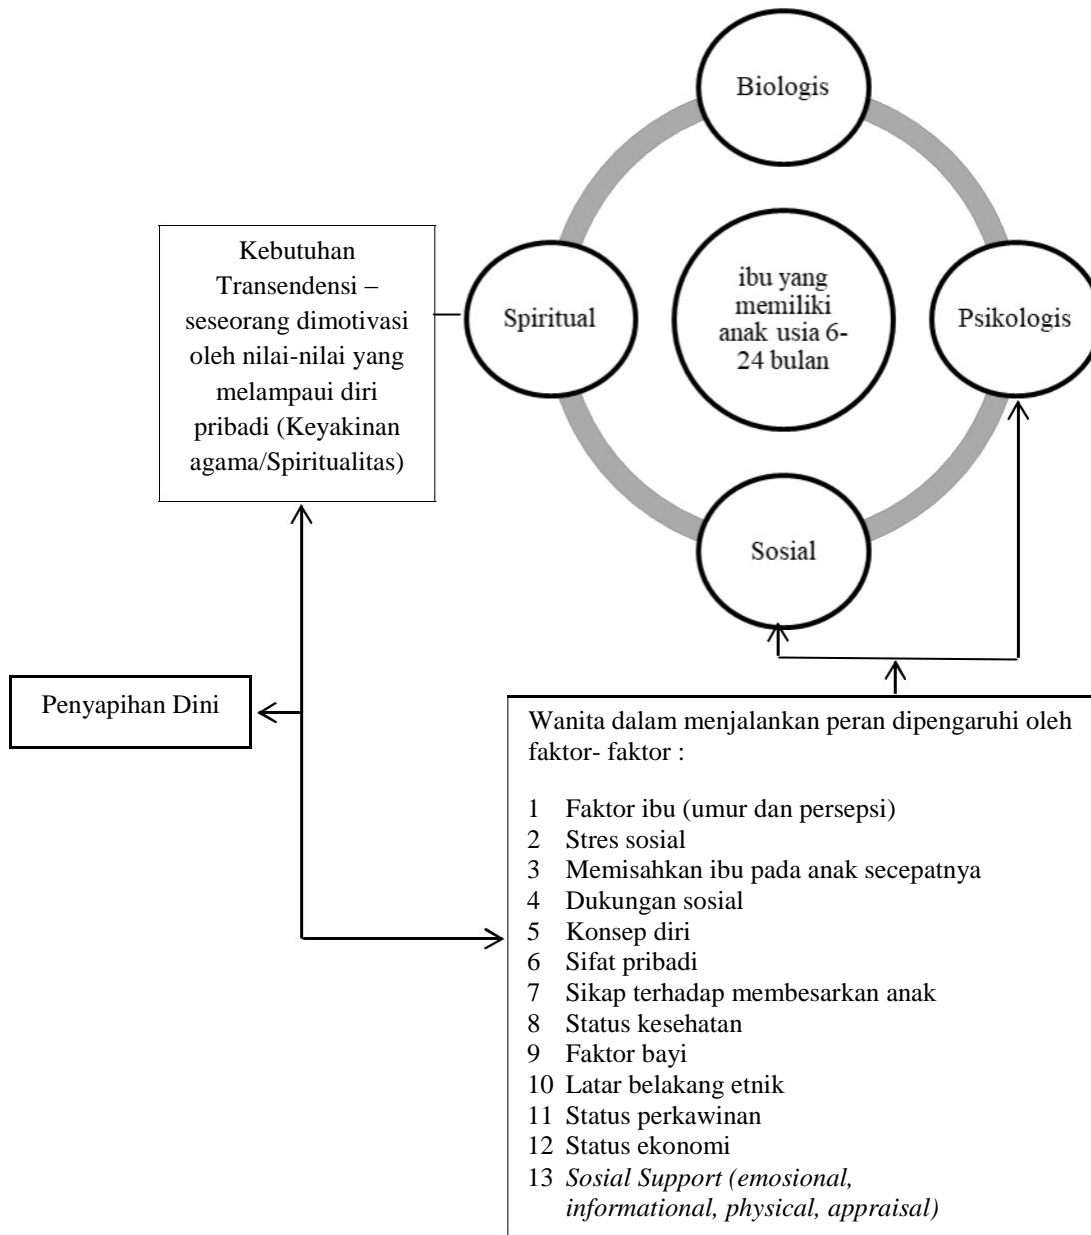 Biologis
Kebutuhan
Transendensi –
seseorang dimotivasi
oleh nilai-nilai yang
melampaui diri
pribadi (Keyakinan
agama/Spiritualitas)
Spiritual
ibu yang
memiliki
anak usia 6-
24 bulan
Psikologis
Sosial
Penyapihan Dini
Wanita dalam menjalankan peran dipengaruhi oleh
faktor- faktor :
1 Faktor ibu (umur dan persepsi)
2 Stres sosial
3 Memisahkan ibu pada anak secepatnya
4 Dukungan sosial
5 Konsep diri
6 Sifat pribadi
7 Sikap terhadap membesarkan anak
8 Status kesehatan
9 Faktor bayi
10 Latar belakang etnik
11 Status perkawinan
12 Status ekonomi
13 Sosial Support (emosional,
informational, physical, appraisal)